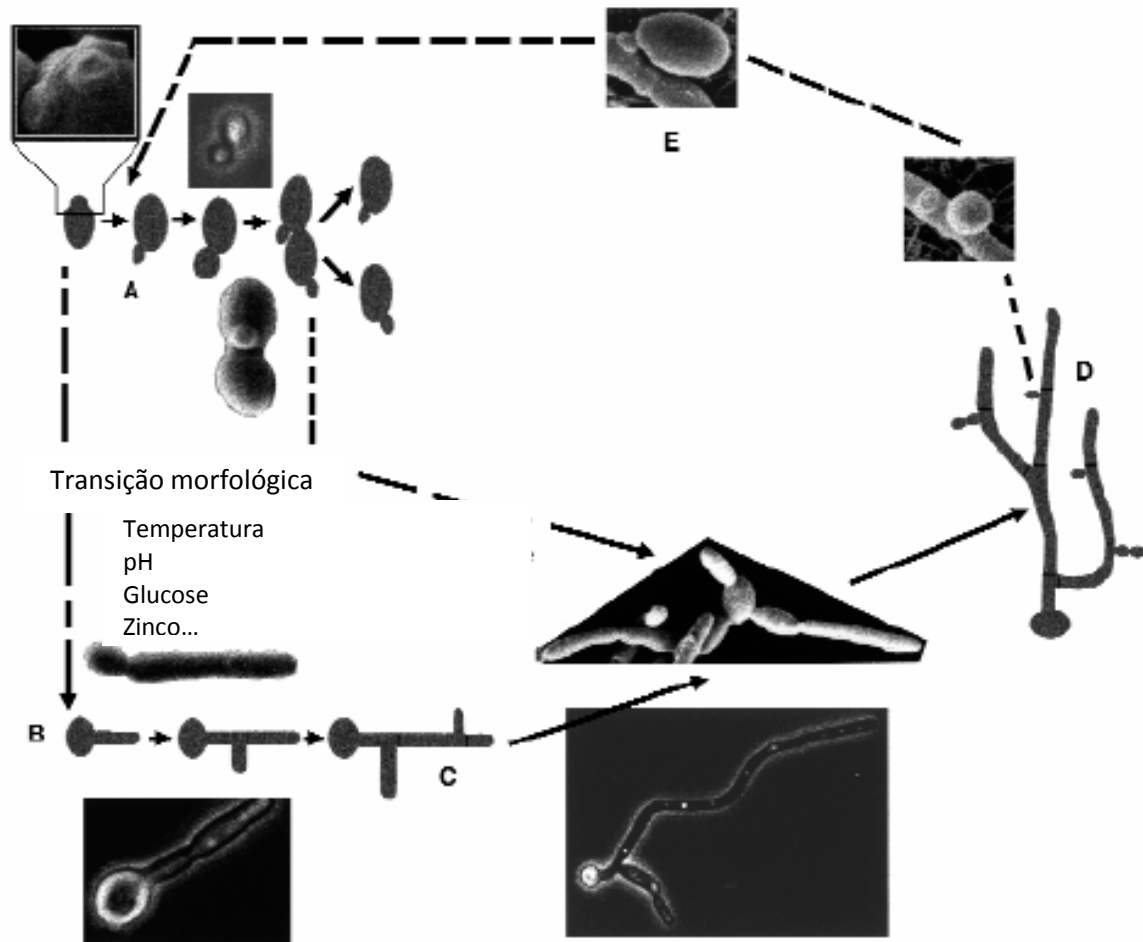 E
A
D
Transição morfológica
Temperatura
pH
Glucose
Zinco...
B
C